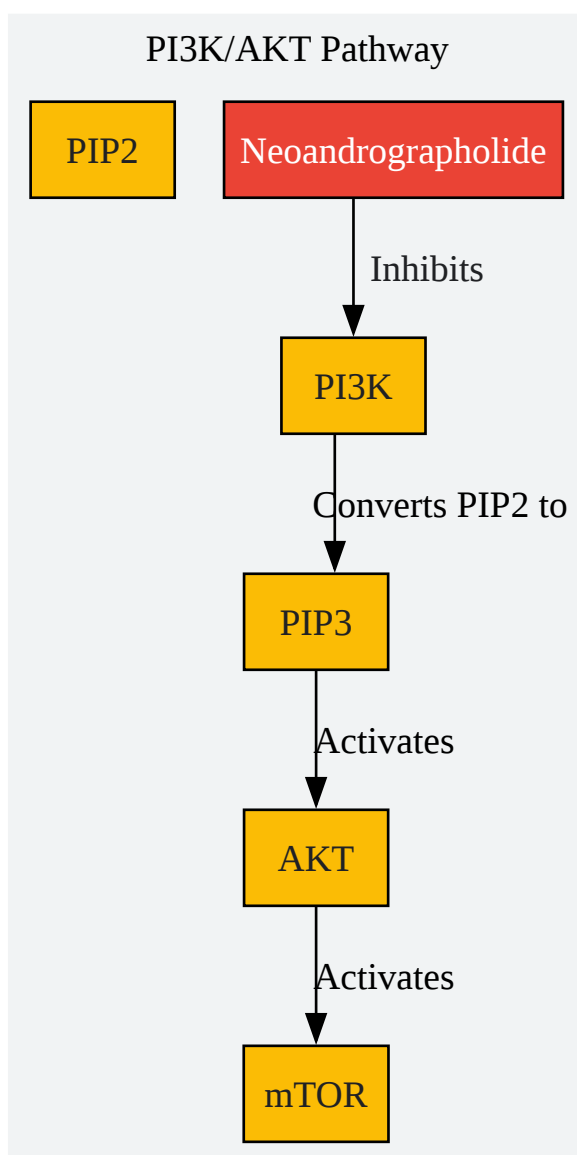 PI3K/AKT Pathway
PIP2
Neoandrographolide
Inhibits
PI3K
Converts PIP2 to
PIP3
Activates
AKT
Activates
mTOR